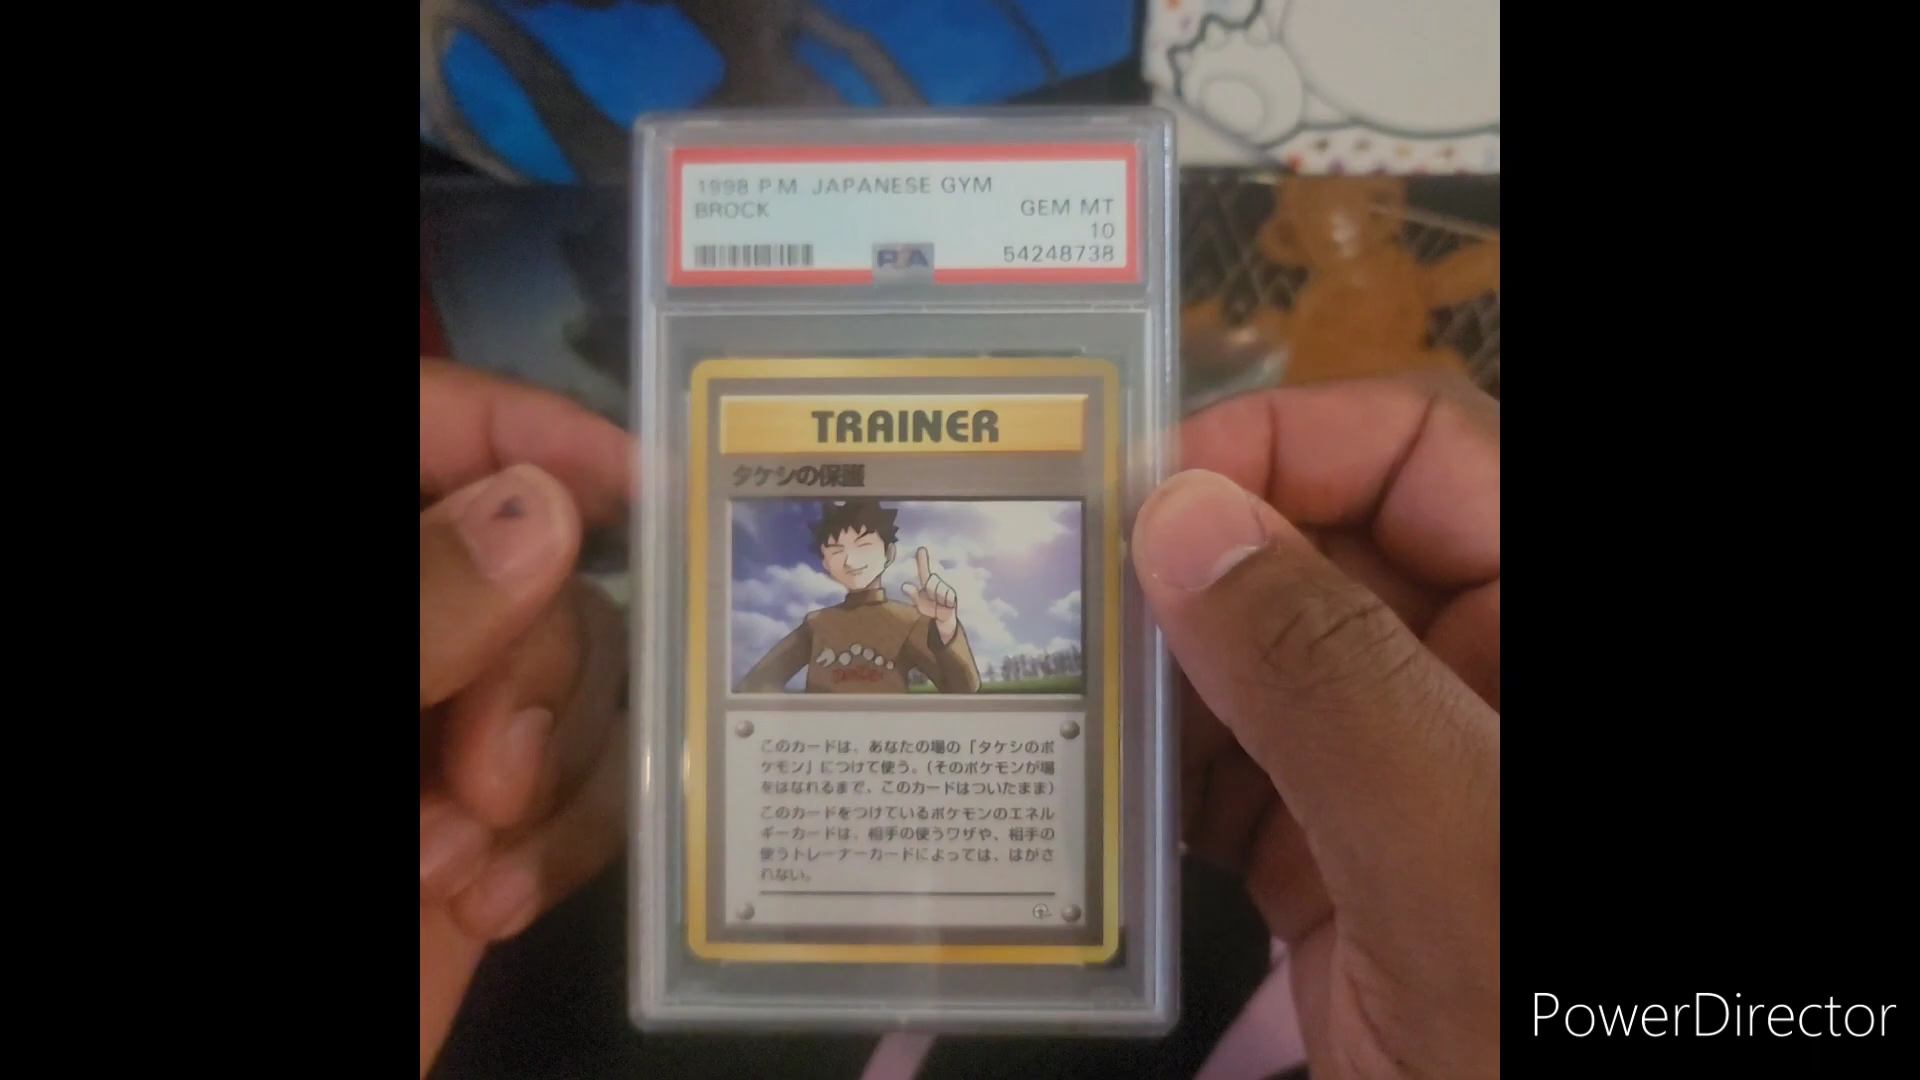 1998 P.M. JAPANESE GYM
BROCK
GEM MT
10
PSA
54248738
TRAINER
タケシの保護
このカードは、あなたの場の「タケシのポ
ケモン」につけて使う。(そのポケモンが場
をはなれるまで、このカードはついたまま)
このカードをつけているポケモンのエネル
ギーカードは、相手の使うワザや、相手の
使うトレーナーカードによっては、はがさ
れない。
PowerDirector